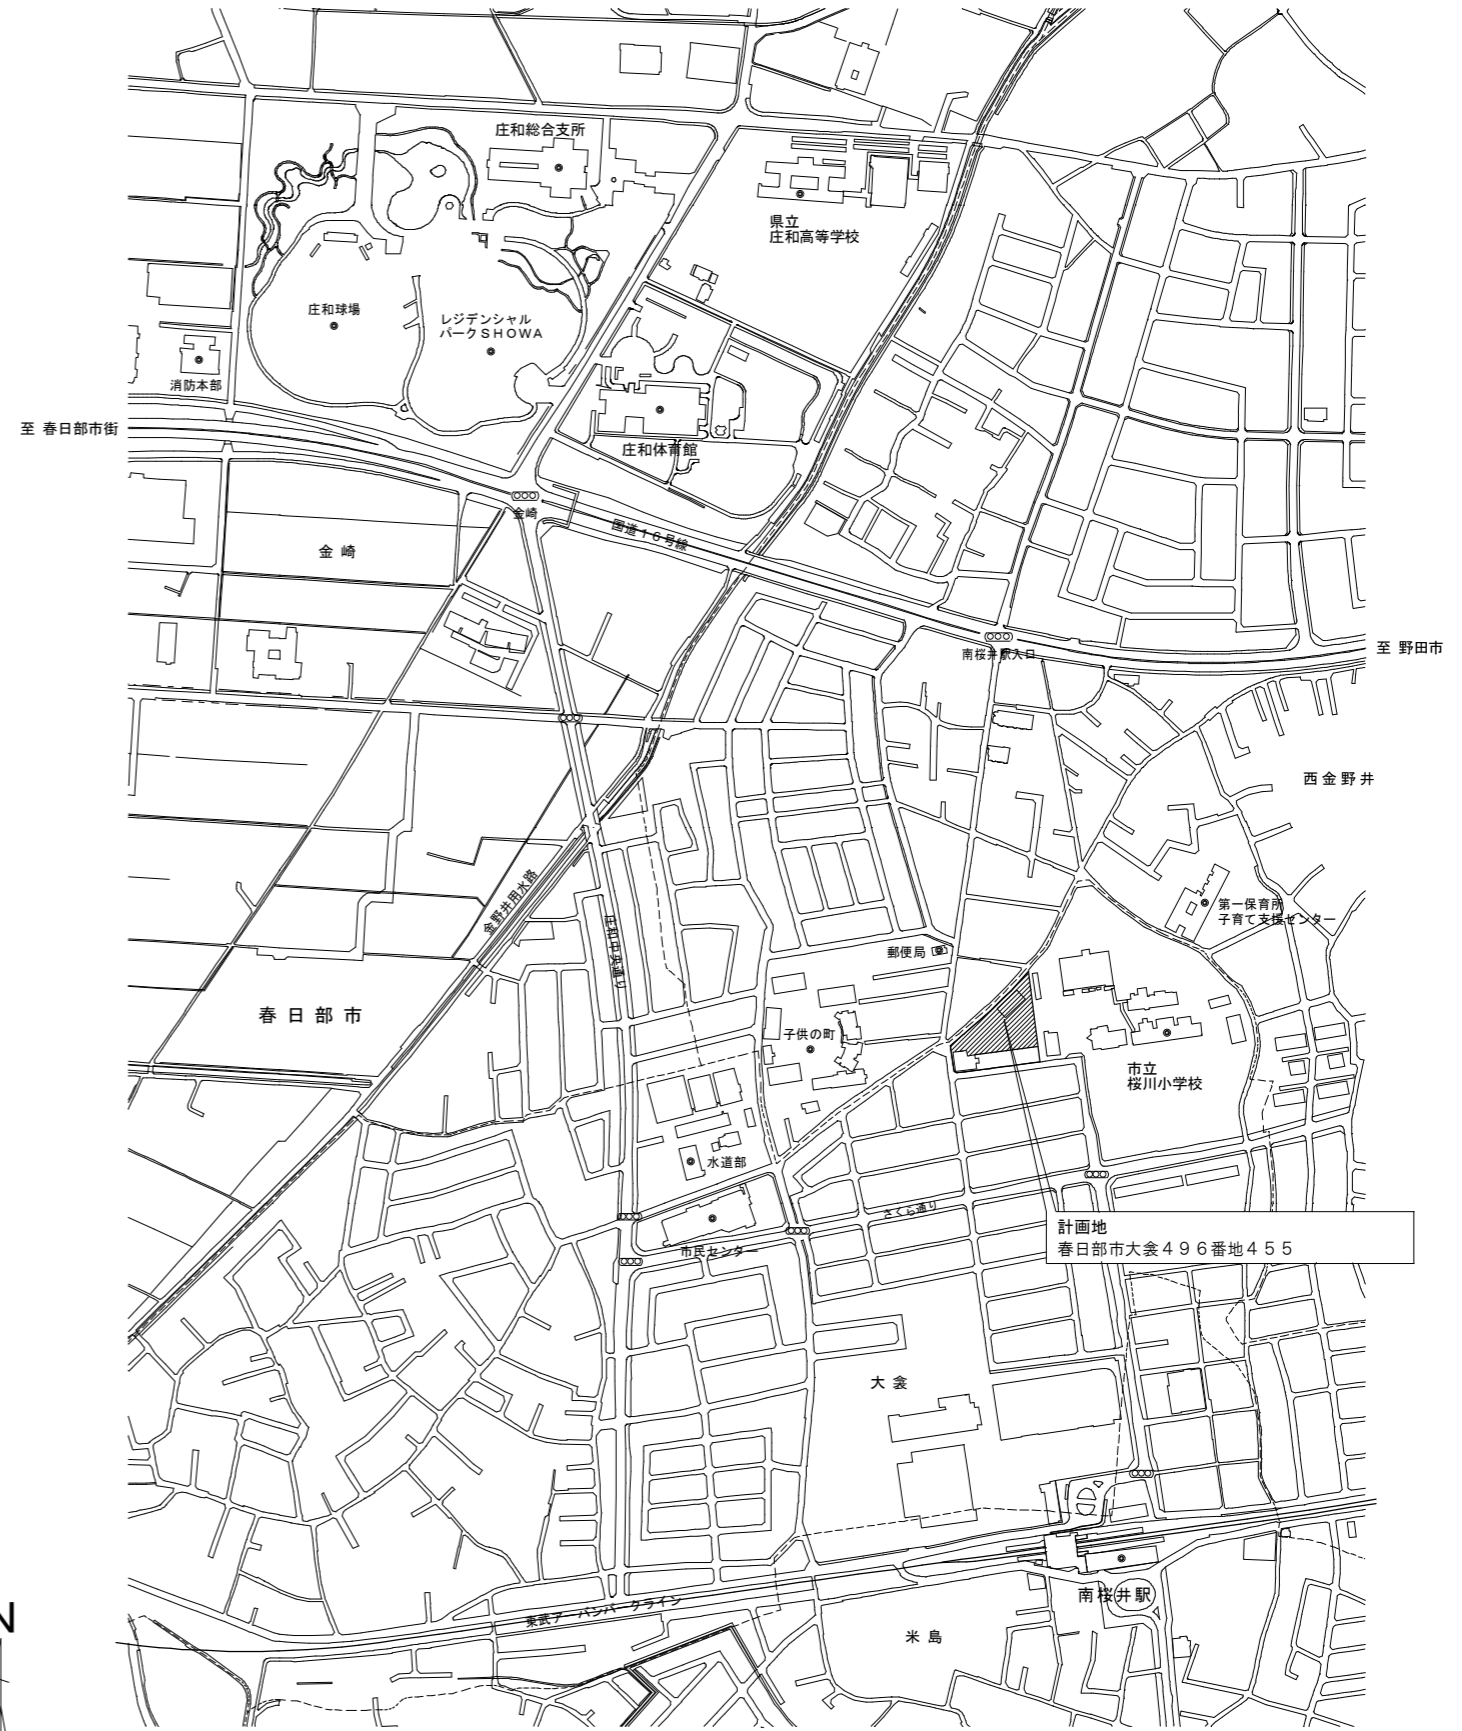 庄和総合支所
県立
庄和高等学校
庄和球場
レジデンシャル
パークＳＨＯＷＡ
消防本部
至 春日部市街
庄和体育館
金崎
国道１６号線
金 崎
南桜井駅入口
至 野田市
西金野井
金野井用水路
庄和中央通り
第一保育所
子育て支援センター
郵便局
春 日 部 市
子供の町
市立
桜川小学校
水道部
さくら通り
計画地
春日部市大衾４９６番地４５５
市民センター
大 衾
南桜井駅
東武アーバンパークライン
米 島
N